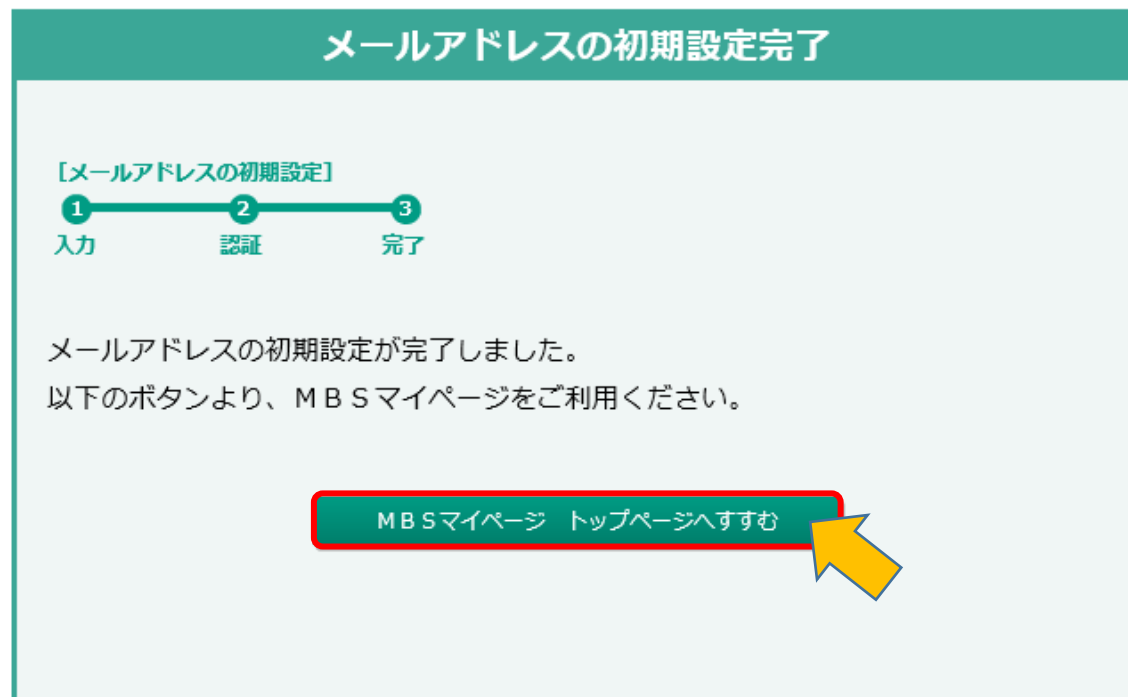 メールアドレスの初期設定完了
［メールアドレスの初期設定］
1 2 3
入力 認証 完了
メールアドレスの初期設定が完了しました。
以下のボタンより、ＭＢＳマイページをご利用ください。
ＭＢＳマイページ　トップページへすすむ